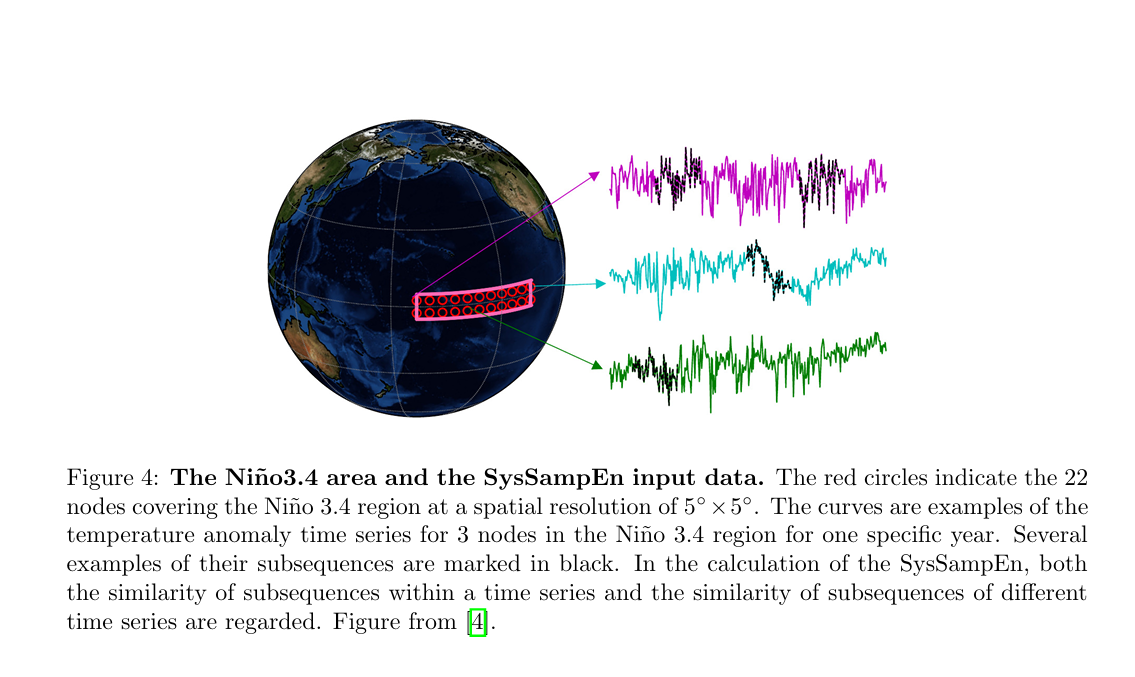 Figure 4: The Niño3.4 area and the SysSampEn input data. The red circles indicate the 22
nodes covering the Niño 3.4 region at a spatial resolution of 5° × 5°. The curves are examples of the
temperature anomaly time series for 3 nodes in the Niño 3.4 region for one specific year. Several
examples of their subsequences are marked in black. In the calculation of the SysSampEn, both
the similarity of subsequences within a time series and the similarity of subsequences of different
time series are regarded. Figure from [4].